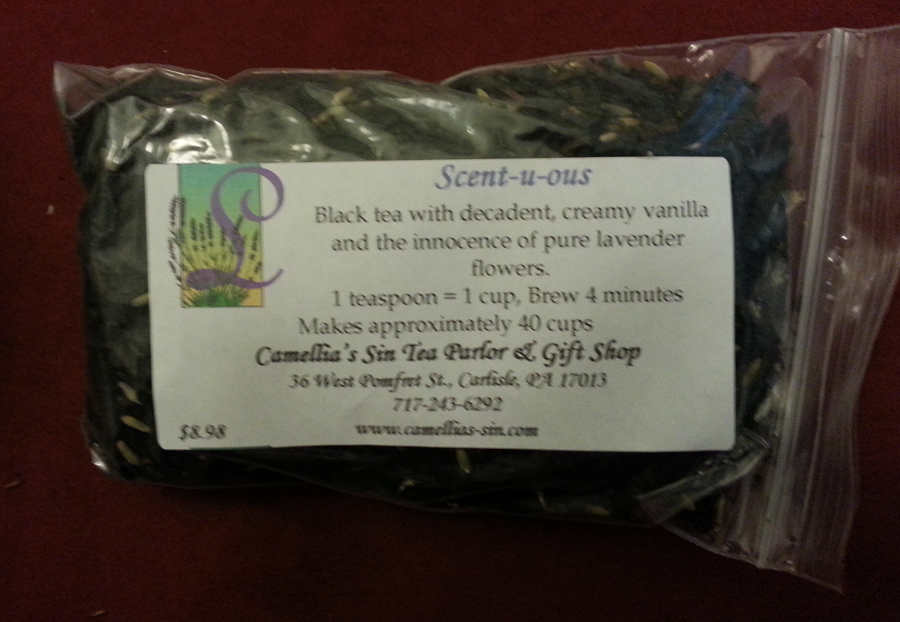 Scent-u-ous
Black tea with decadent, creamy vanilla
and the innocence of pure lavender
flowers.
1 teaspoon = 1 cup, Brew 4 minutes
Makes approximately 40 cups
Camellia's Sin Tea Parlor & Gift Shop
36 West Pomfret St., Carlisle, PA 17013
717-243-6292
www.camellias-sin.com
$8.98